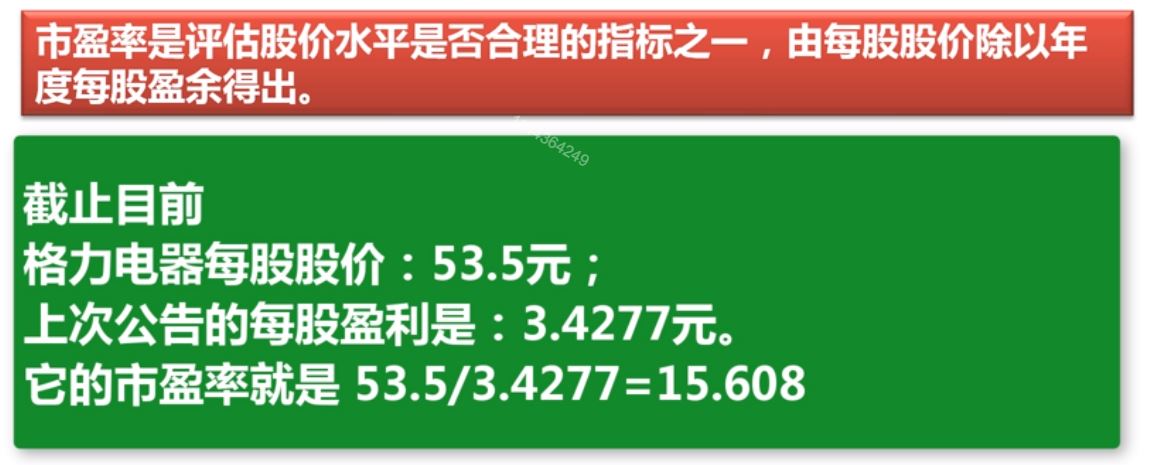 市盈率是评估股价水平是否合理的指标之一，由每股股价除以年
度每股盈余得出。
4364249
截止目前
格力电器每股股价：53.5元；
上次公告的每股盈利是：3.4277元。
它的市盈率就是 53.5/3.4277=15.608